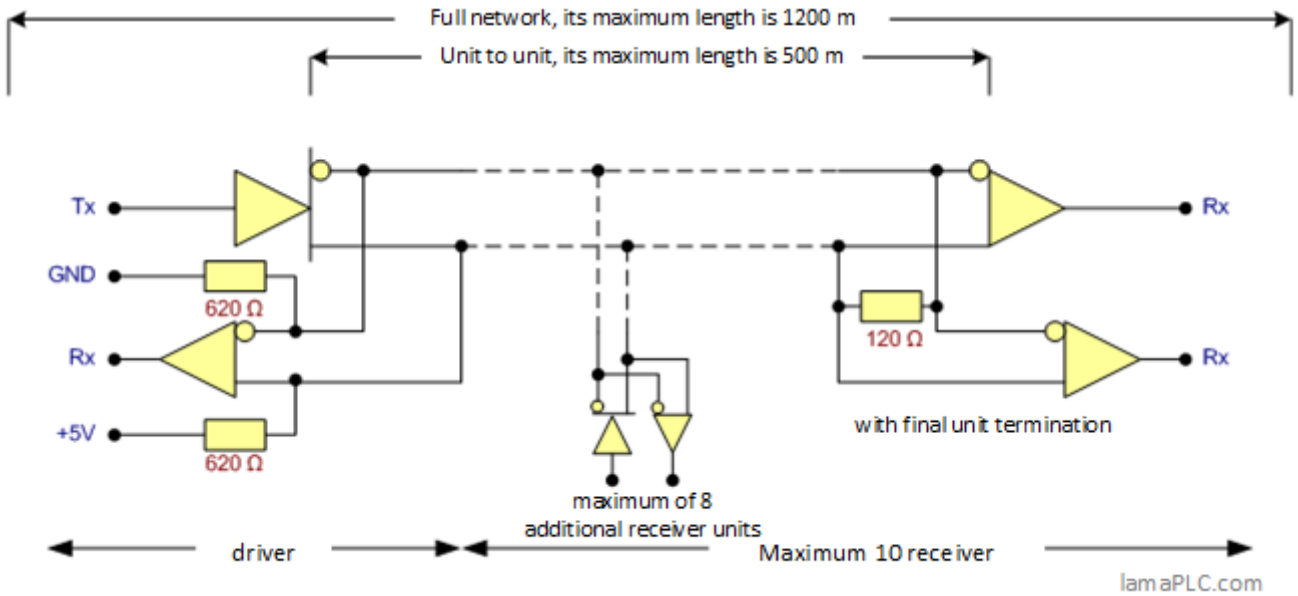 Full network, its maximum length is 1200 m
Unit to unit, its maximum length is 500 m
Tx
Rx
GND
620 Ω
Rx
120 Ω
Rx
+5V
620 Ω
with final unit termination
maximum of 8
additional receiver units
driver
Maximum 10 receiver
lamaPLC.com